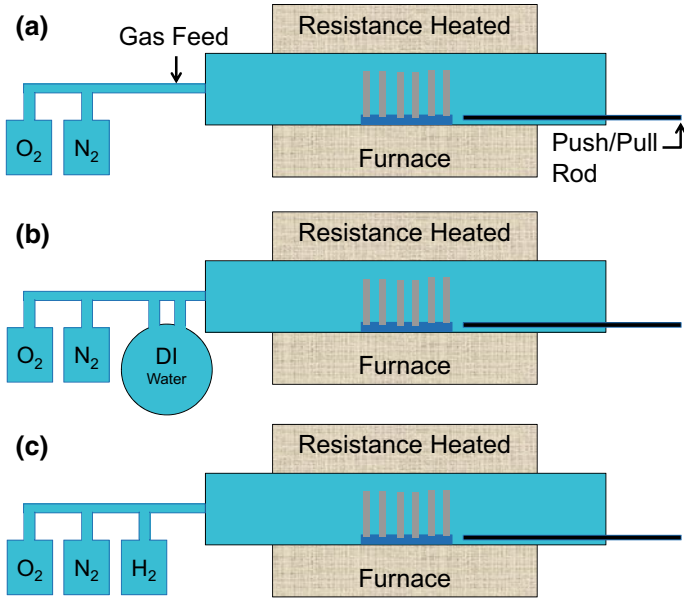 (a)
Gas Feed
Resistance Heated
O₂ N₂
Furnace
Push/Pull
Rod
(b)
Resistance Heated
O₂ N₂ DI
Water
Furnace
(c)
Resistance Heated
O₂ N₂ H₂
Furnace